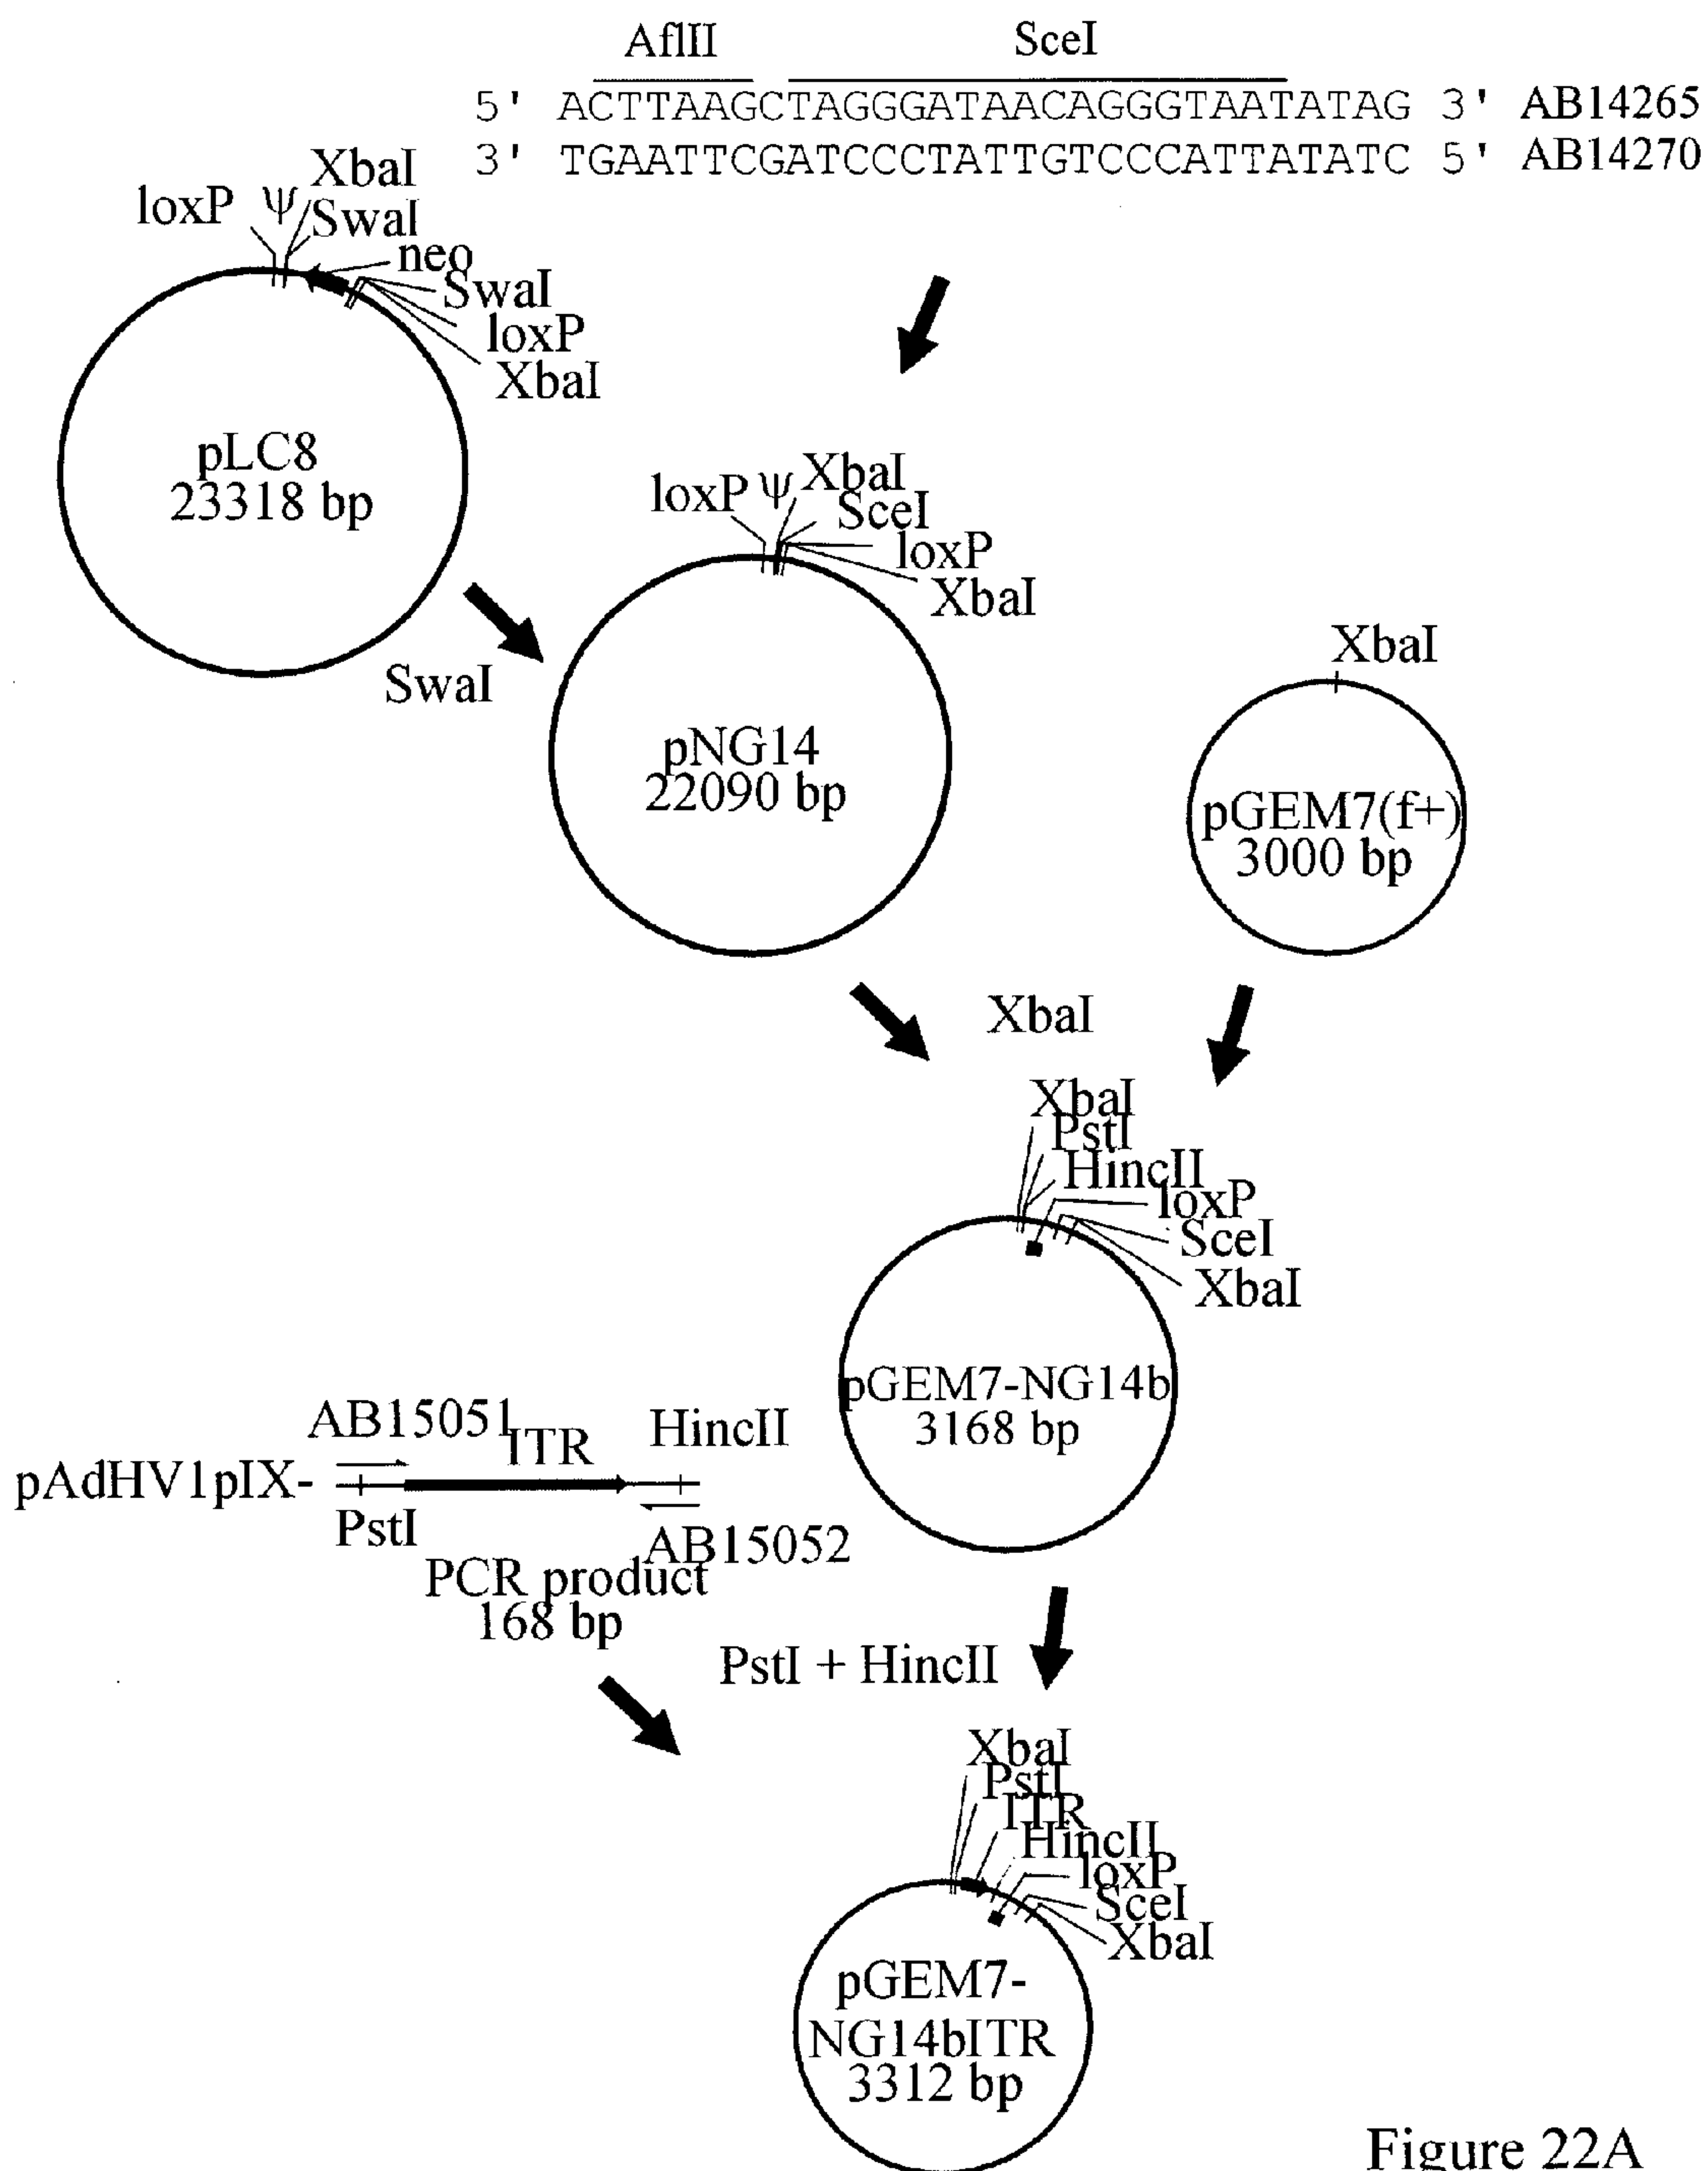 AflII SceI
5' ACTTAAGCTAGGGATAACAGGGTAATATAG 3' AB14265
3' TGAATTCGATCCCTATTGTCCCATTATATC 5' AB14270
loxP ψ XbaI
SwaI
neo
SwaI
loxP
XbaI
pLC8
23318 bp
SwaI
loxP ψ XbaI
SceI
loxP
XbaI
pNG14
22090 bp
XbaI
pGEM7(f+)
3000 bp
XbaI
XbaI
PstI
HincII
loxP
SceI
XbaI
pGEM7-NG14b
3168 bp
AB15051
ITR
HincII
pAdHV1pIX-
PstI
AB15052
PCR product
168 bp
PstI + HincII
XbaI
PstI
ITR
HincII
loxP
SceI
XbaI
pGEM7-
NG14bITR
3312 bp
Figure 22A